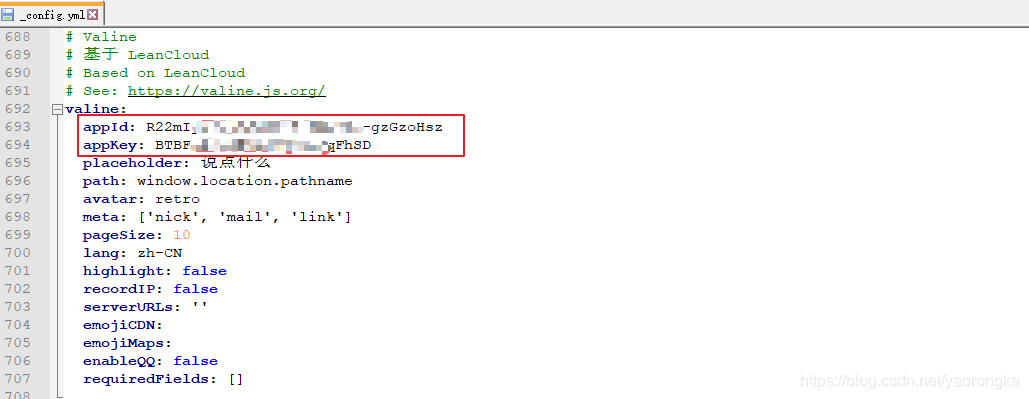 _config.yml
688 # Valine
689 # 基于 LeanCloud
690 # Based on LeanCloud
691 # See: https://valine.js.org/
692 valine:
693 appId: R22mI -gzGzoHsz
694 appKey: BTBF qFhSD
695 placeholder: 说点什么
696 path: window.location.pathname
697 avatar: retro
698 meta: ['nick', 'mail', 'link']
699 pageSize: 10
700 lang: zh-CN
701 highlight: false
702 recordIP: false
703 serverURLs: ''
704 emojiCDN:
705 emojiMaps:
706 enableQQ: false
707 requiredFields: []
708
https://blog.csdn.net/yaorongke